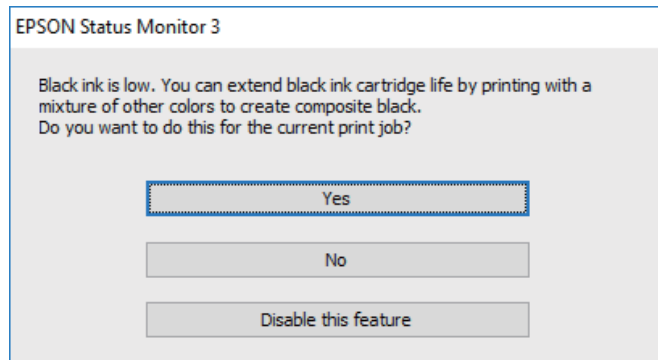 EPSON Status Monitor 3
Black ink is low. You can extend black ink cartridge life by printing with a
mixture of other colors to create composite black.
Do you want to do this for the current print job?
Yes
No
Disable this feature